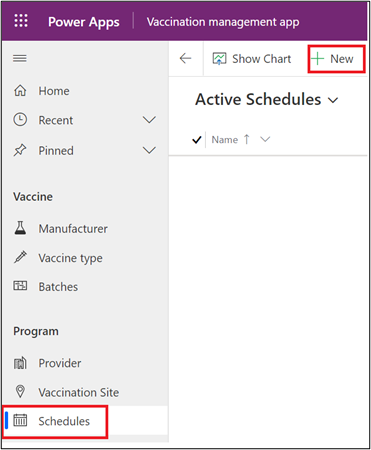 Power Apps Vaccination management app
Show Chart New
Home
Active Schedules
Recent
Name
Pinned
Vaccine
Manufacturer
Vaccine type
Batches
Program
Provider
Vaccination Site
Schedules